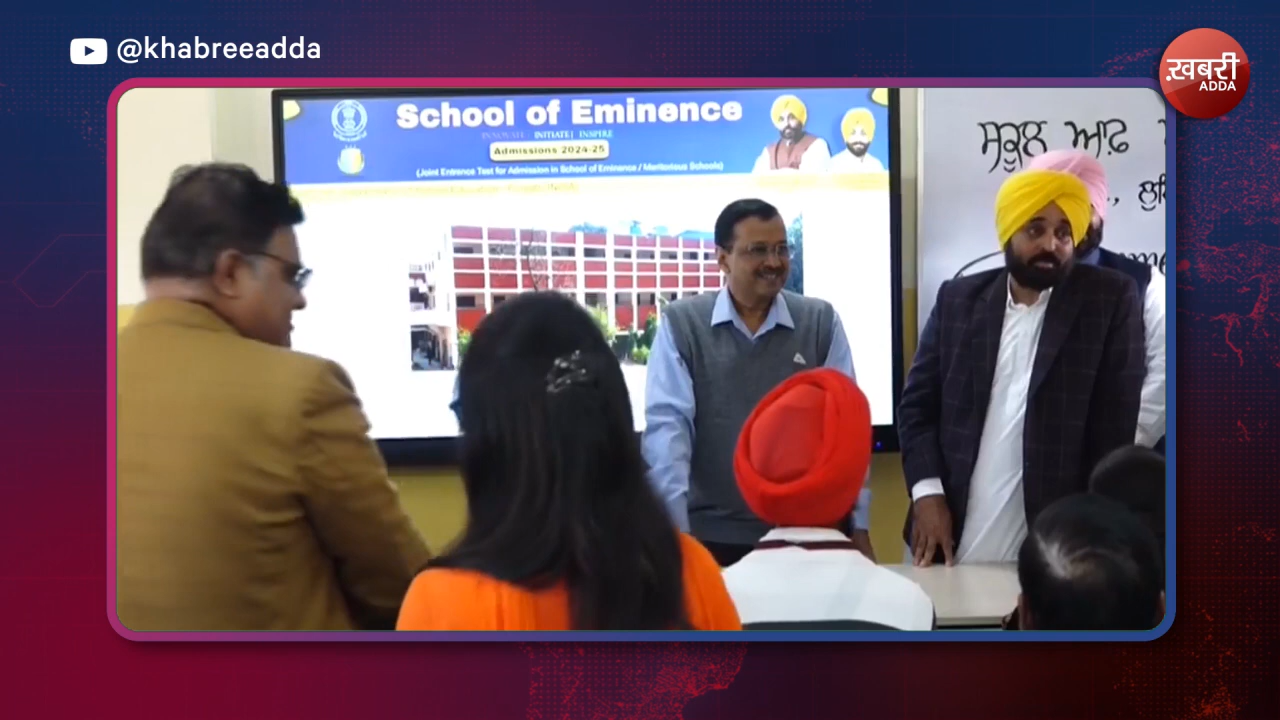 @khabreeadda
ख़बरी
ADDA
School of Eminence
INNOVATE | INITIATE | INSPIRE
Admissions 2024-25
(Joint Entrance Test for Admission in School of Eminence / Meritorious Schools)
ਸਕੂਲ ਆਫ਼